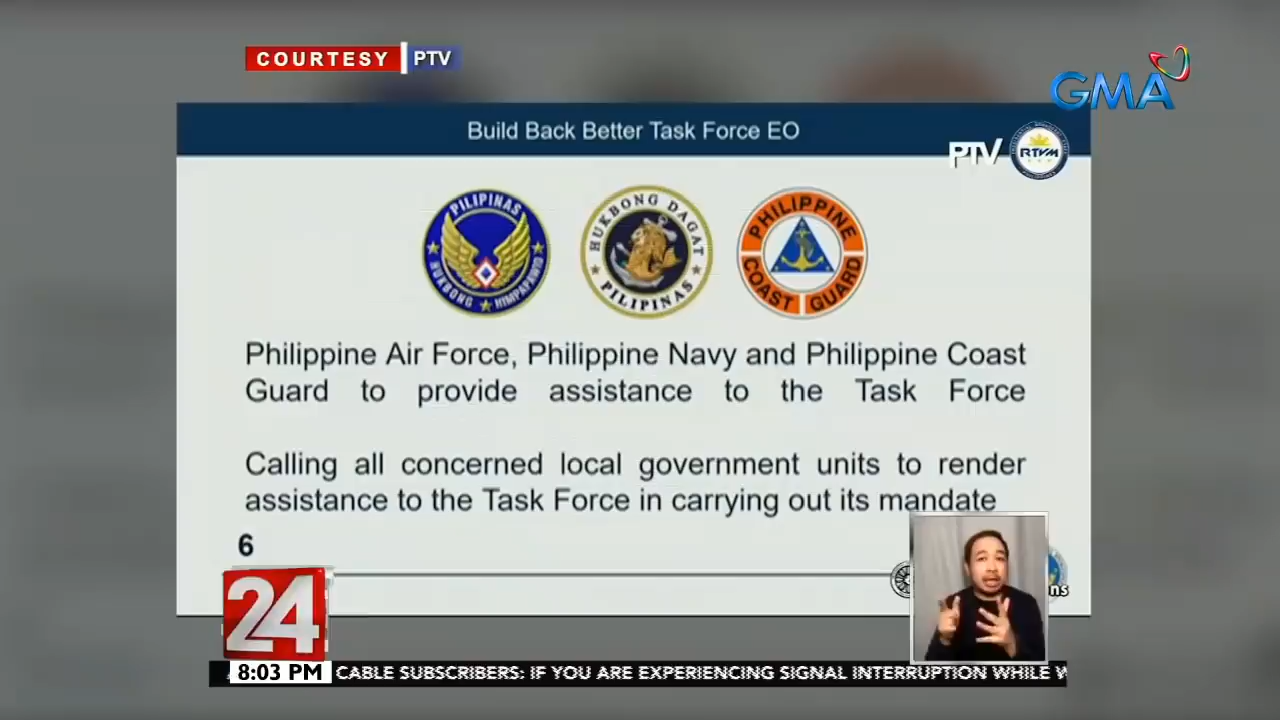 COURTESY PTV
GMA
Build Back Better Task Force EO
PTV RTVM
PILIPINAS
HUKBONG HIMPAPAWID
HUKBONG DAGAT
PILIPINAS
PHILIPPINE
COAST GUARD
Philippine Air Force, Philippine Navy and Philippine Coast
Guard to provide assistance to the Task Force
Calling all concerned local government units to render
assistance to the Task Force in carrying out its mandate
6
24
ns
8:03 PM CABLE SUBSCRIBERS: IF YOU ARE EXPERIENCING SIGNAL INTERRUPTION WHILE